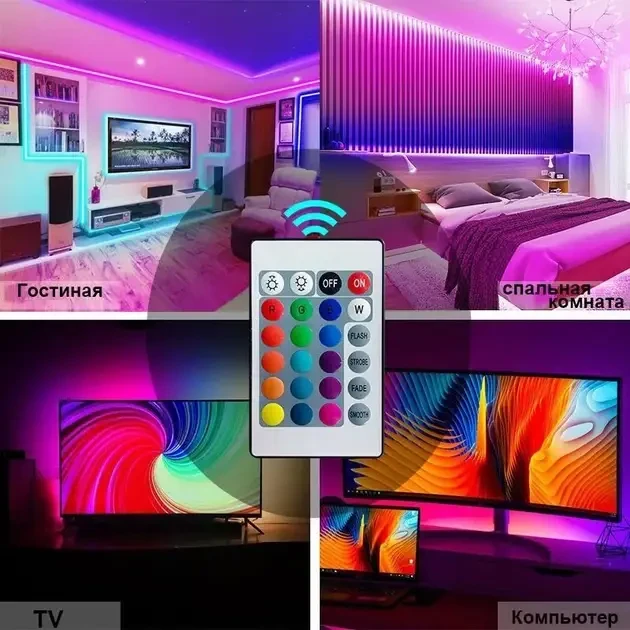 Гостиная
спальная
комната
OFF
ON
R
G
B
W
FLASH
STROBE
FADE
SMOOTH
TV
Компьютер